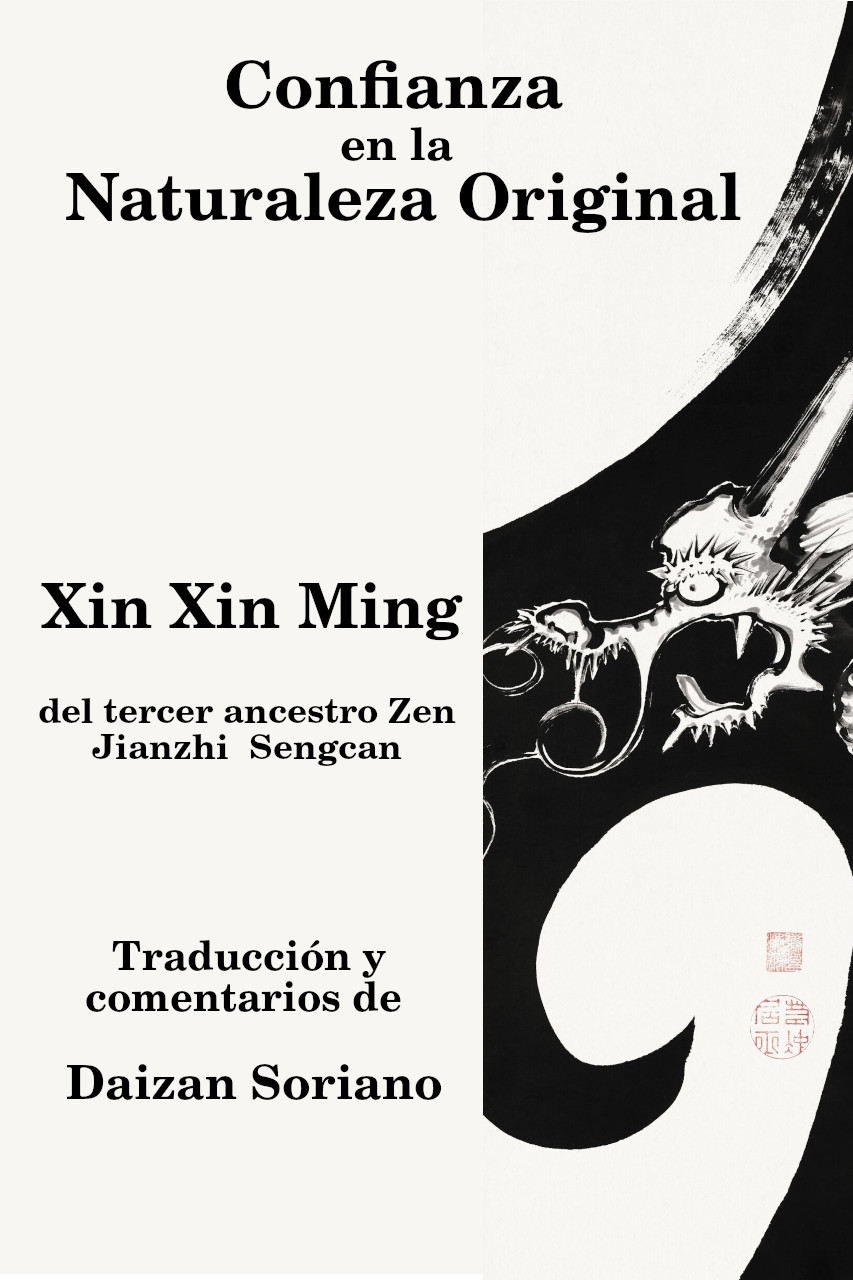 Confianza
en la
Naturaleza Original
Xin Xin Ming
del tercer ancestro Zen
Jianzhi Sengcan
Traducción y
comentarios de
Daizan Soriano